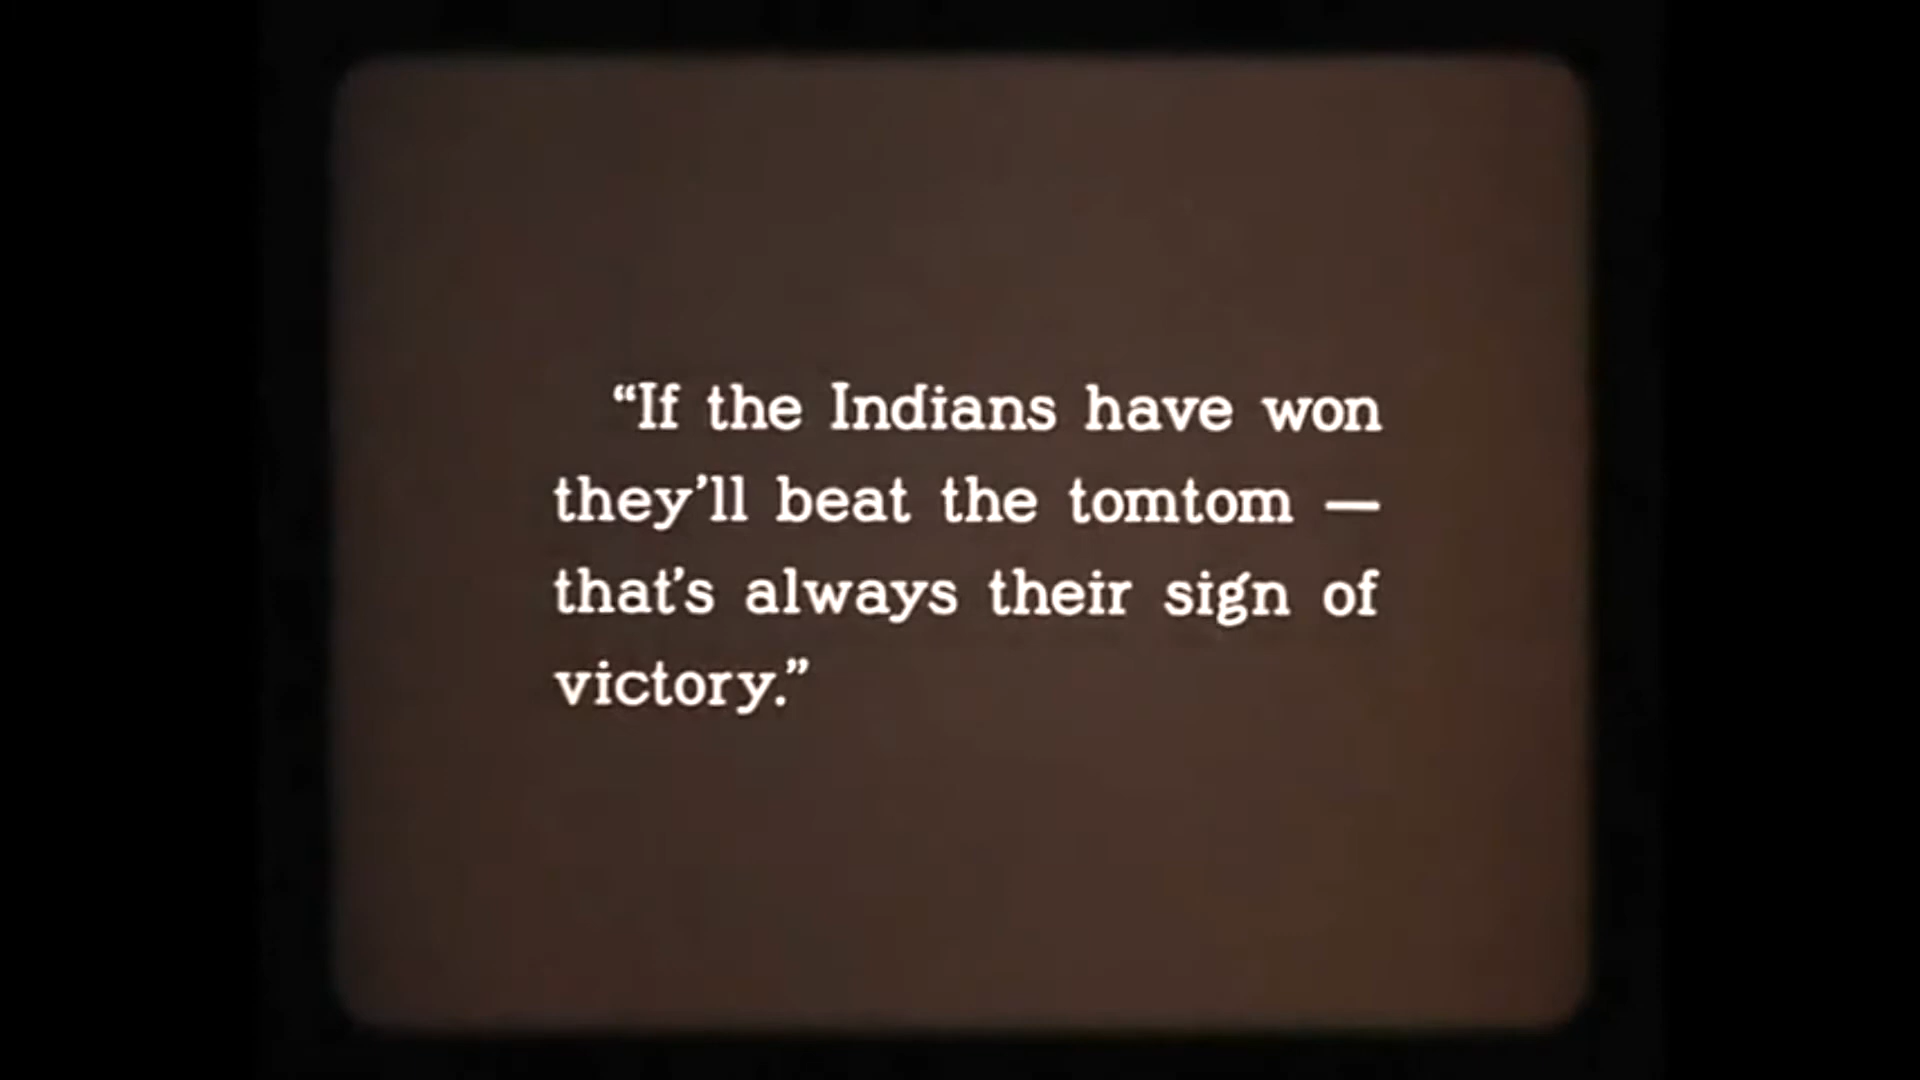 “If the Indians have won
they’ll beat the tomtom —
that’s always their sign of
victory.”